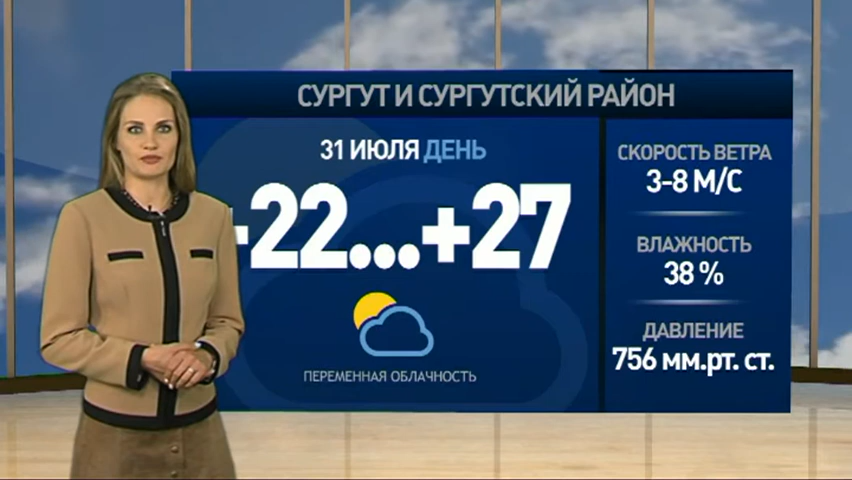 СУРГУТ И СУРГУТСКИЙ РАЙОН
31 ИЮЛЯ ДЕНЬ
+22...+27
ПЕРЕМЕННАЯ ОБЛАЧНОСТЬ
СКОРОСТЬ ВЕТРА
3-8 М/С
ВЛАЖНОСТЬ
38 %
ДАВЛЕНИЕ
756 мм.рт. ст.